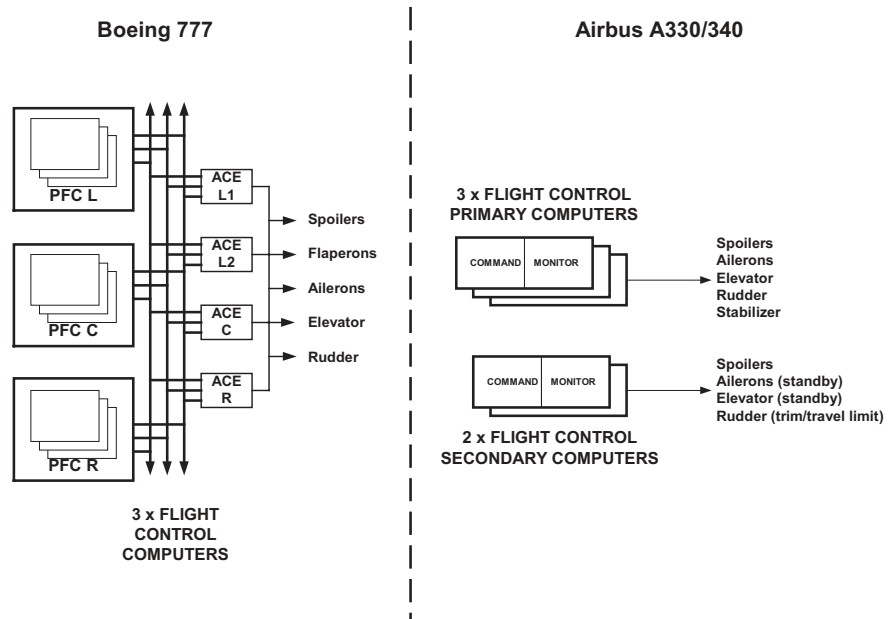 Boeing 777
PFC L
PFC C
PFC R
ACE
L1
ACE
L2
ACE
C
ACE
R
Spoilers
Flaperons
Ailerons
Elevator
Rudder
3 x FLIGHT
CONTROL
COMPUTERS
Airbus A330/340
3 x FLIGHT CONTROL
PRIMARY COMPUTERS
COMMAND
MONITOR
Spoilers
Ailerons
Elevator
Rudder
Stabilizer
COMMAND
MONITOR
Spoilers
Ailerons (standby)
Elevator (standby)
Rudder (trim/travel limit)
2 x FLIGHT CONTROL
SECONDARY COMPUTERS